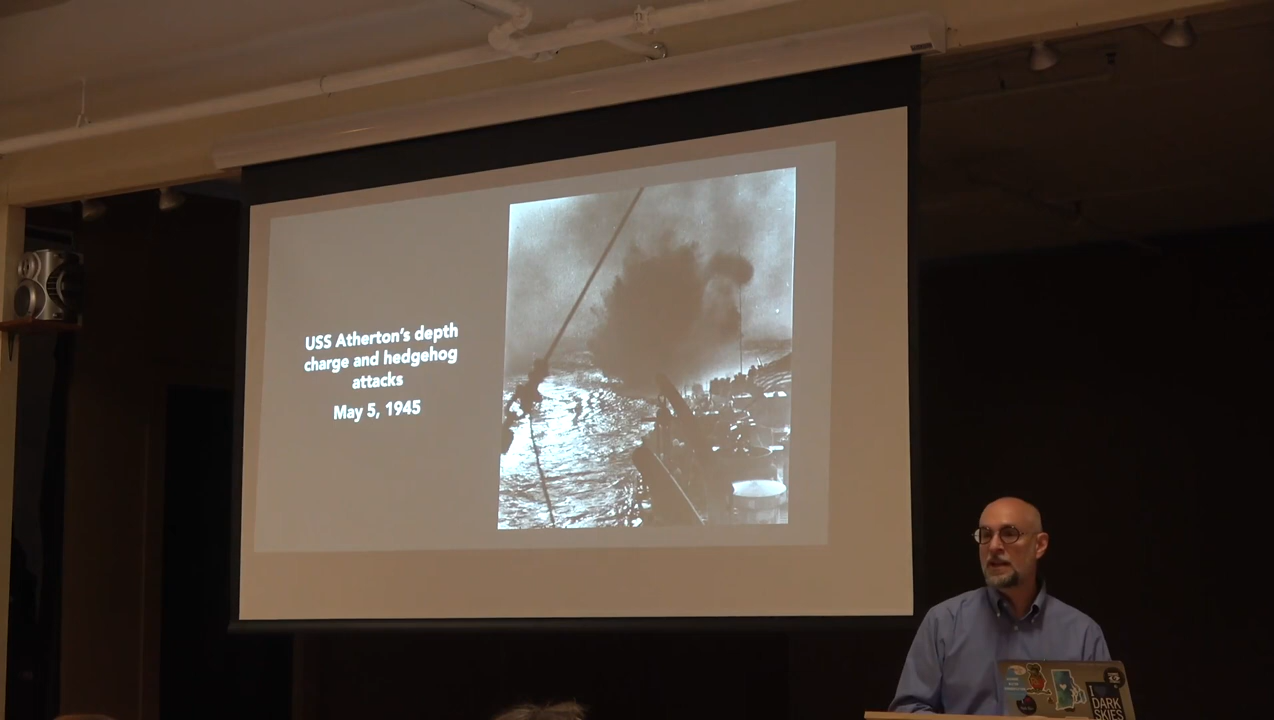 USS Atherton's depth
charge and hedgehog
attacks
May 5, 1945
I
DARK
SKIES